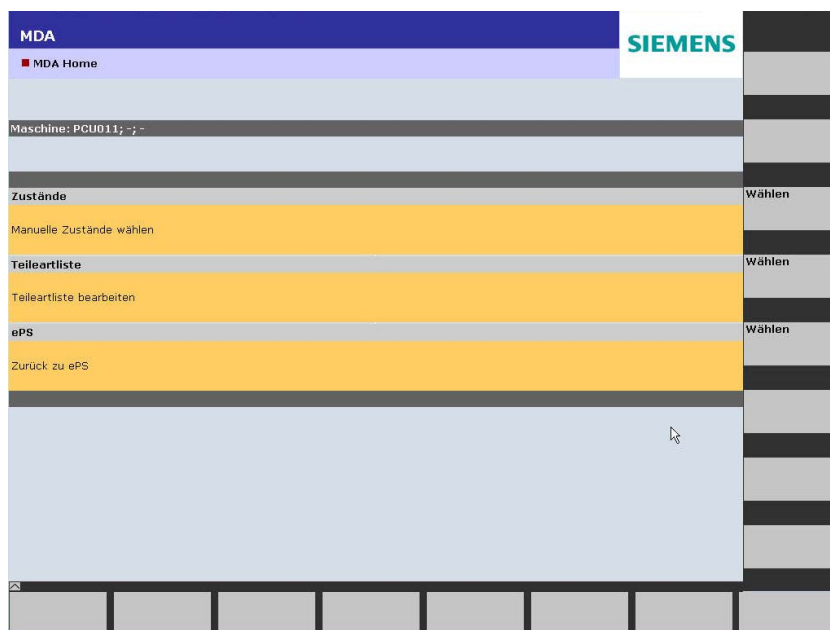 MDA
SIEMENS
MDA Home
Maschine: PCU011; -; -
Zustände
Wählen
Manuelle Zustände wählen
Teileartliste
Wählen
Teileartliste bearbeiten
ePS
Wählen
Zurück zu ePS